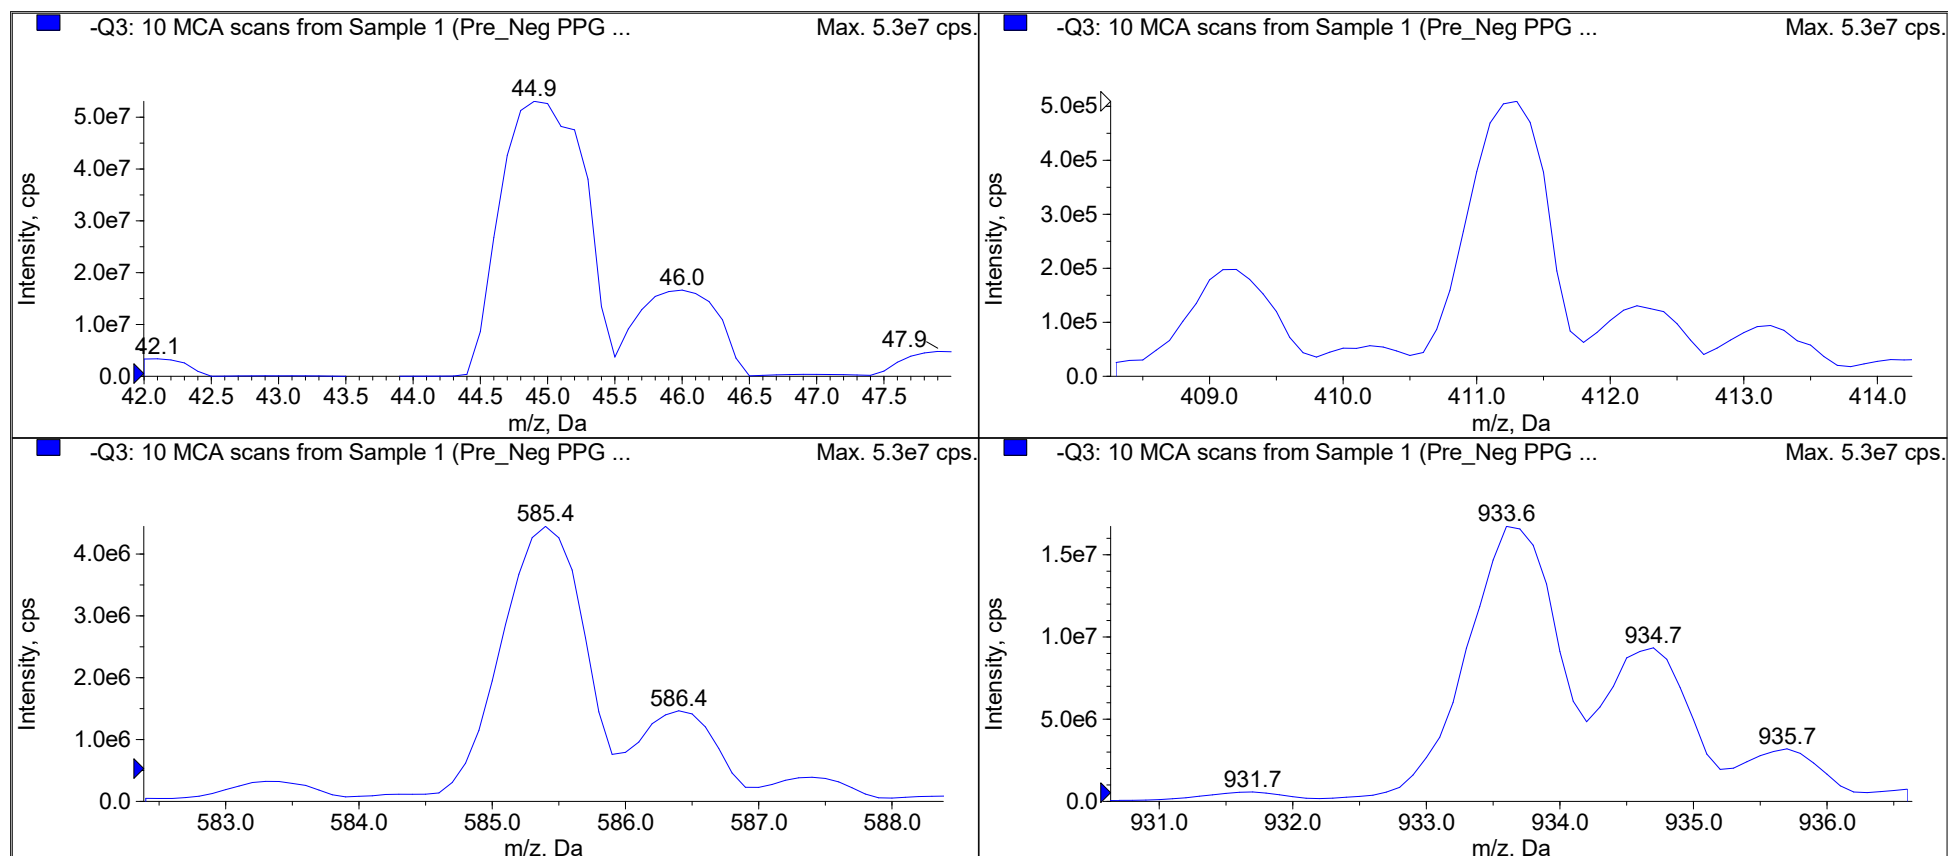 -Q3: 10 MCA scans from Sample 1 (Pre_Neg PPG ... Max. 5.3e7 cps.
44.9
5.0e7
4.0e7
3.0e7
2.0e7
1.0e7
0.0
46.0
42.1
47.9
Intensity, cps
42.0 42.5 43.0 43.5 44.0 44.5 45.0 45.5 46.0 46.5 47.0 47.5
m/z, Da
-Q3: 10 MCA scans from Sample 1 (Pre_Neg PPG ... Max. 5.3e7 cps.
5.0e5
4.0e5
3.0e5
2.0e5
1.0e5
0.0
Intensity, cps
409.0 410.0 411.0 412.0 413.0 414.0
m/z, Da
-Q3: 10 MCA scans from Sample 1 (Pre_Neg PPG ... Max. 5.3e7 cps.
585.4
4.0e6
3.0e6
2.0e6
1.0e6
0.0
586.4
Intensity, cps
583.0 584.0 585.0 586.0 587.0 588.0
m/z, Da
-Q3: 10 MCA scans from Sample 1 (Pre_Neg PPG ... Max. 5.3e7 cps.
933.6
1.5e7
1.0e7
5.0e6
0.0
934.7
935.7
931.7
Intensity, cps
931.0 932.0 933.0 934.0 935.0 936.0
m/z, Da